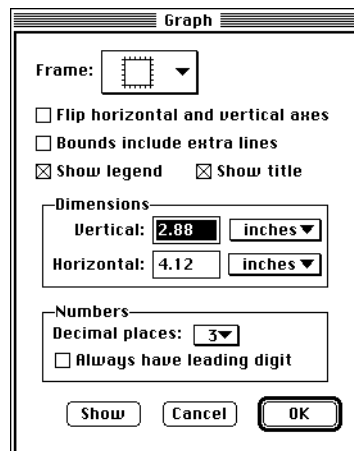 Graph
Frame:
Flip horizontal and vertical axes
Bounds include extra lines
Show legend Show title
Dimensions
Vertical: 2.88 inches
Horizontal: 4.12 inches
Numbers
Decimal places: 3
Always have leading digit
Show Cancel OK